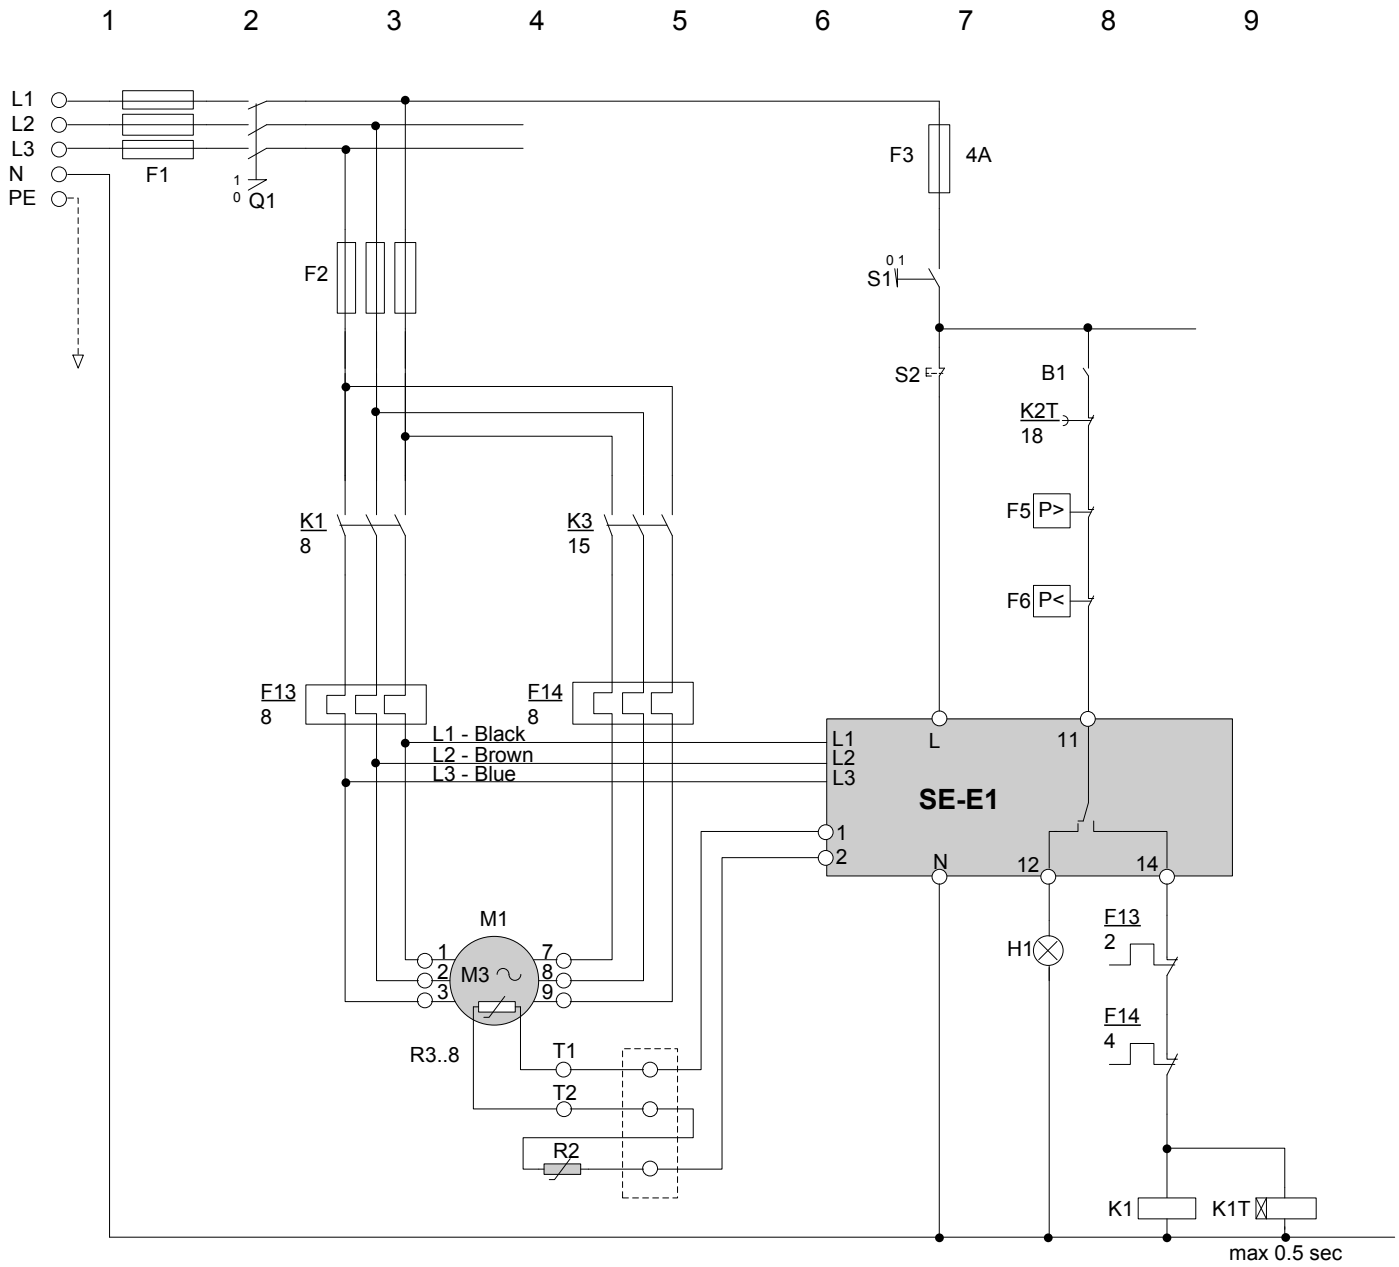 1 2 3 4 5 6 7 8 9
L1
L2
L3
N
PE
F1
1
0 Q1
F3 4A
F2
0 1
S1
S2
B1
K2T
18
F5 P>
F6 P<
K1
8
K3
15
F13
8
F14
8
L1 - Black
L2 - Brown
L3 - Blue
L1
L2
L3
L
11
SE-E1
1
2
N
12
14
M1
M3
1
2
3
7
8
9
R3..8
T1
T2
R2
H1
F13
2
F14
4
K1
K1T
max 0.5 sec